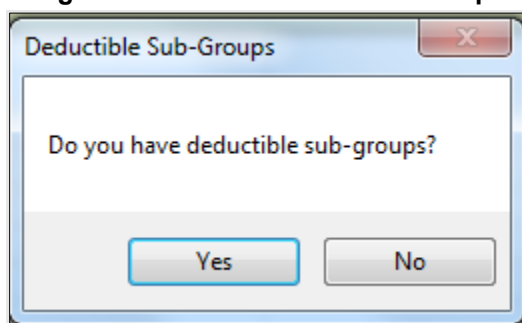 Deductible Sub-Groups
Do you have deductible sub-groups?
Yes
No